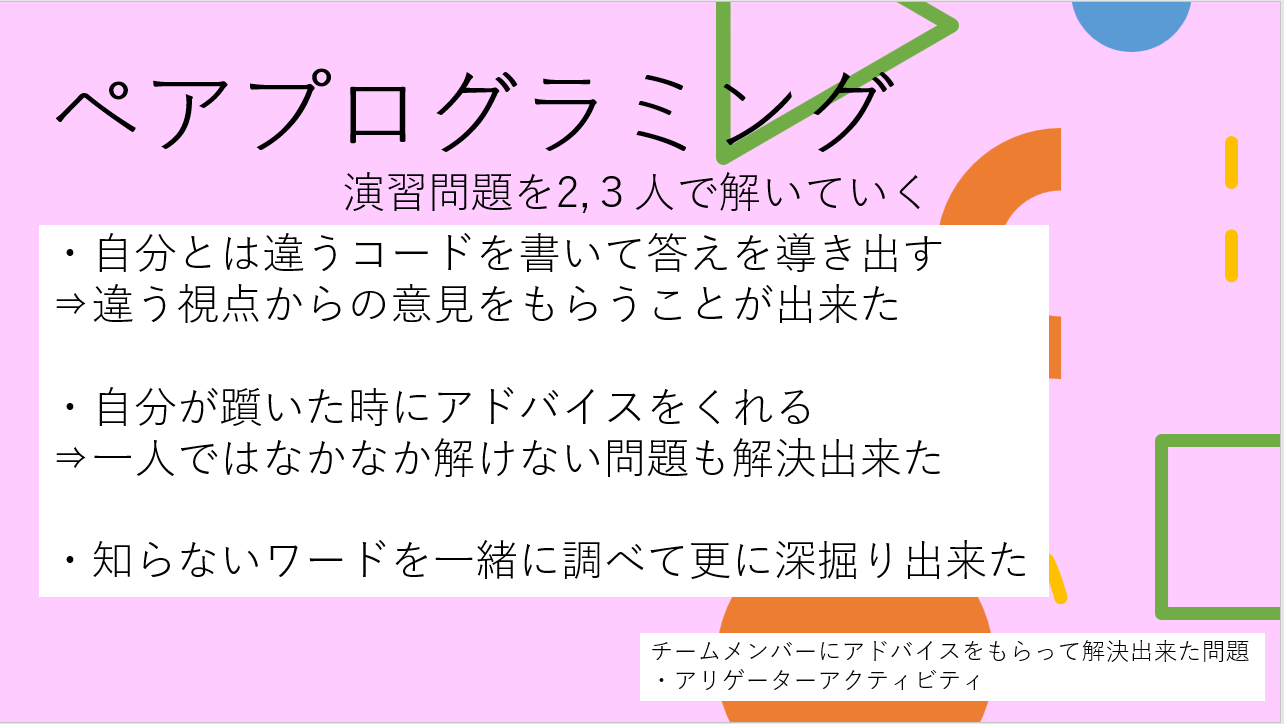 ペアプログラミング
演習問題を2,３人で解いていく
・自分とは違うコードを書いて答えを導き出す
⇒違う視点からの意見をもらうことが出来た
・自分が躓いた時にアドバイスをくれる
⇒一人ではなかなか解けない問題も解決出来た
・知らないワードを一緒に調べて更に深掘り出来た
チームメンバーにアドバイスをもらって解決出来た問題
・アリゲーターアクティビティ